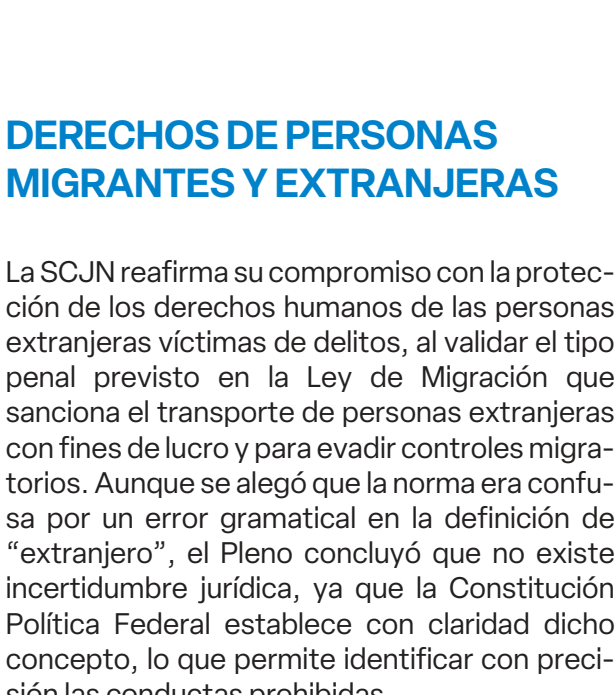 DERECHOS DE PERSONAS
MIGRANTES Y EXTRANJERAS
La SCJN reafirma su compromiso con la protec-
ción de los derechos humanos de las personas
extranjeras víctimas de delitos, al validar el tipo
penal previsto en la Ley de Migración que
sanciona el transporte de personas extranjeras
con fines de lucro y para evadir controles migra-
torios. Aunque se alegó que la norma era confu-
sa por un error gramatical en la definición de
“extranjero”, el Pleno concluyó que no existe
incertidumbre jurídica, ya que la Constitución
Política Federal establece con claridad dicho
concepto, lo que permite identificar con preci-
sión las conductas prohibidas.